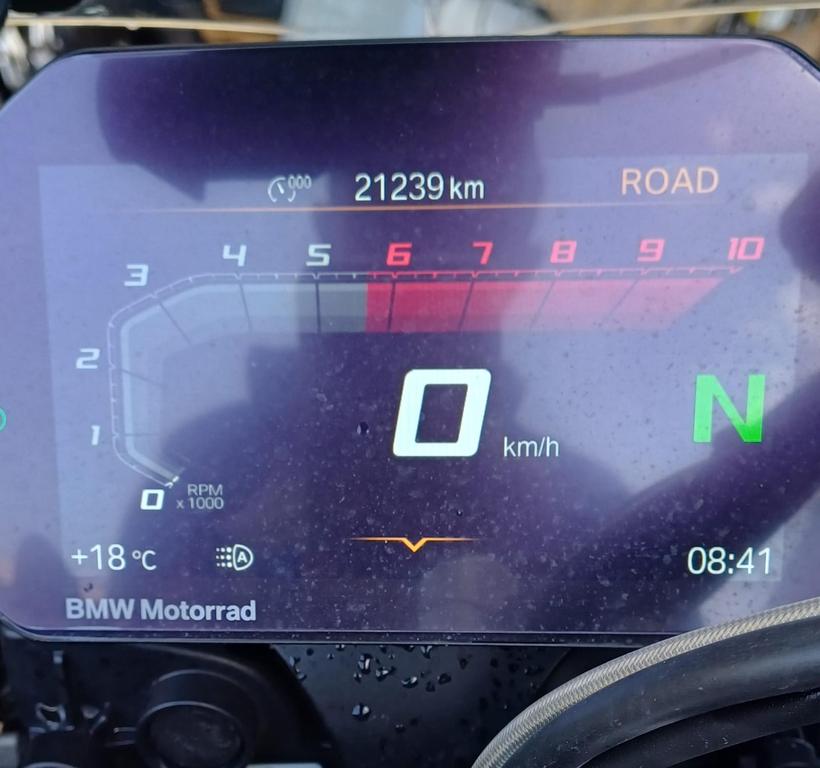 000 21239 km ROAD
3 4 5 6 7 8 9 10
2
1
0 RPM x 1000
0 km/h N
+18 °C A 08:41
BMW Motorrad